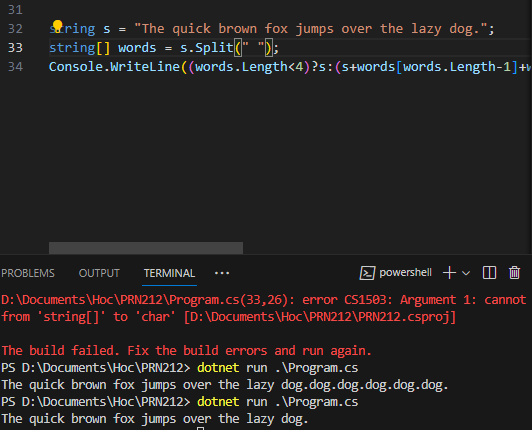 31
32 string s = "The quick brown fox jumps over the lazy dog.";
33 string[] words = s.Split(" ");
34 Console.WriteLine((words.Length<4)?s:(s+words[words.Length-1]+w
PROBLEMS OUTPUT TERMINAL ... powershell
D:\Documents\Hoc\PRN212\Program.cs(33,26): error CS1503: Argument 1: cannot
from 'string[]' to 'char' [D:\Documents\Hoc\PRN212\PRN212.csproj]
The build failed. Fix the build errors and run again.
PS D:\Documents\Hoc\PRN212> dotnet run .\Program.cs
The quick brown fox jumps over the lazy dog.dog.dog.dog.dog.dog.
PS D:\Documents\Hoc\PRN212> dotnet run .\Program.cs
The quick brown fox jumps over the lazy dog.